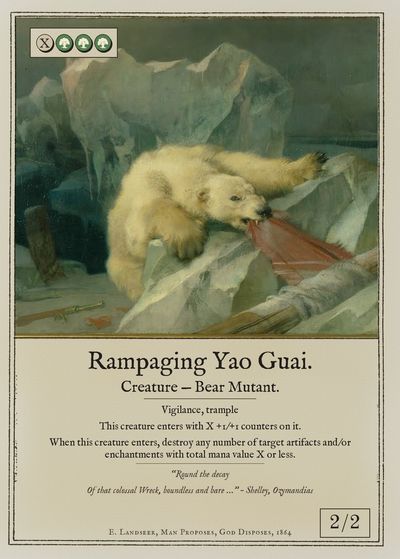 X
Rampaging Yao Guai.
Creature – Bear Mutant.
Vigilance, trample
This creature enters with X +1/+1 counters on it.
When this creature enters, destroy any number of target artifacts and/or
enchantments with total mana value X or less.
“Round the decay
Of that colossal Wreck, boundless and bare ...” – Shelley, Ozymandias
2/2
E. Landseer, Man Proposes, God Disposes, 1864